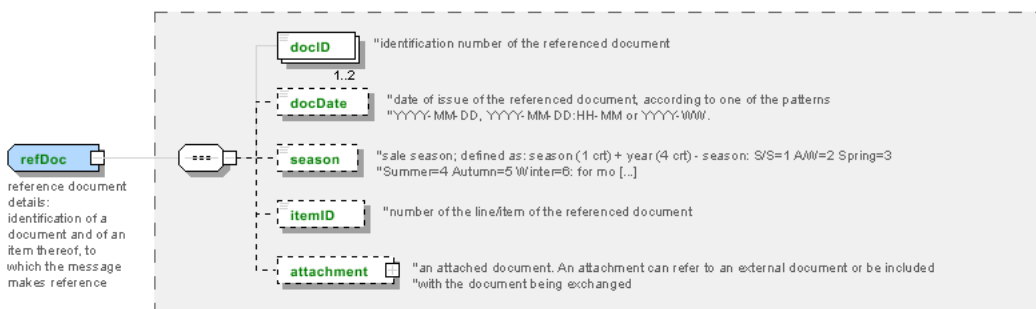 docID
"identification number of the referenced document
1..2
docDate
"date of issue of the referenced document, according to one of the patterns
"YYYY-MM-DD, YYYY-MM-DD:HH-MM or YYYY-WW.
refDoc
season
"sale season; defined as: season (1 crt) + year (4 crt) - season: S/S=1 A/W=2 Spring=3
"Summer=4 Autumn=5 Winter=6: for mo [...]
reference document
details:
identification of a
document and of an
item thereof, to
which the message
makes reference
itemID
"number of the line/item of the referenced document
attachment
"an attached document. An attachment can refer to an external document or be included
"with the document being exchanged